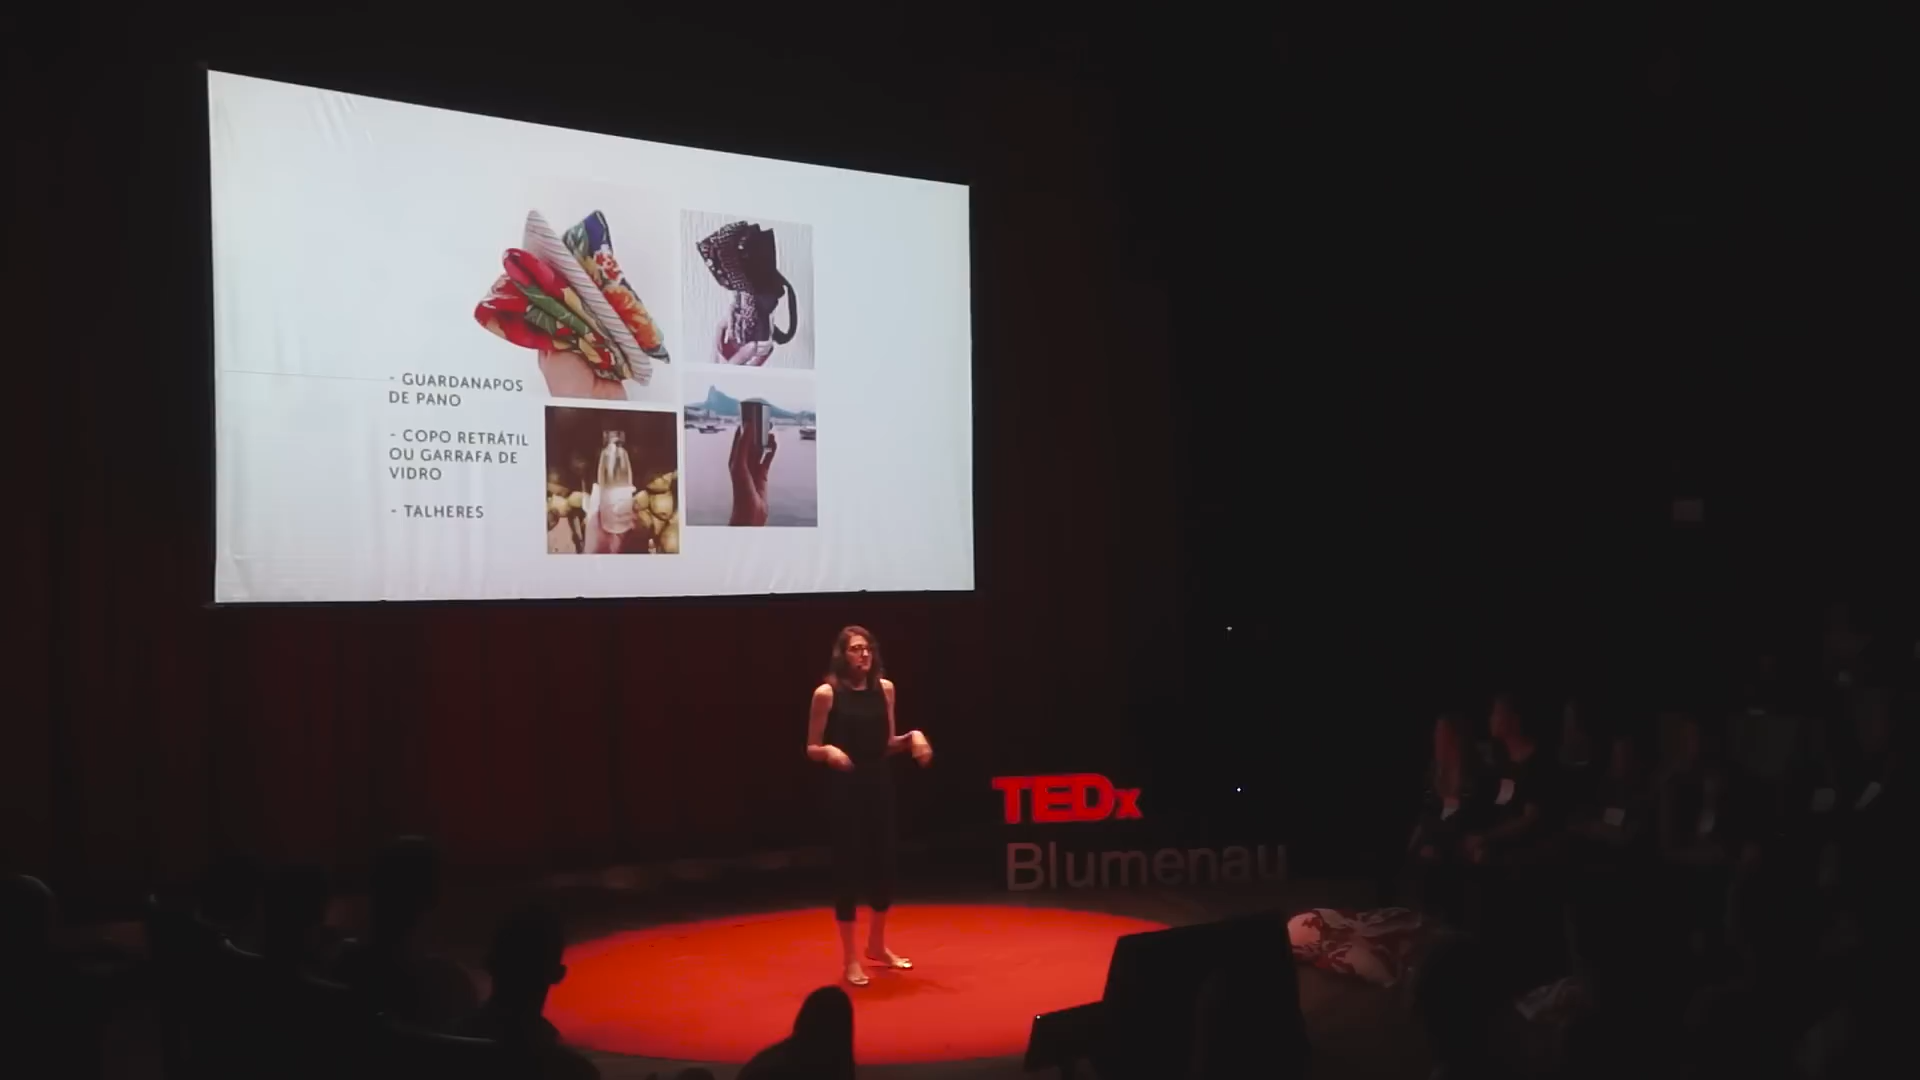 - GUARDANAPOS
DE PANO
- COPO RETRÁTIL
OU GARRAFA DE
VIDRO
- TALHERES
TEDx
Blumenau